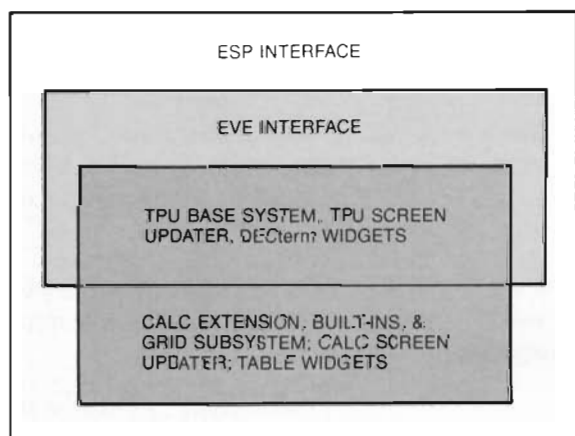 ESP INTERFACE
EVE INTERFACE
TPU BASE SYSTEM, TPU SCREEN
UPDATER, DECterm WIDGETS
CALC EXTENSION, BUILT-INS, &
GRID SUBSYSTEM; CALC SCREEN
UPDATER; TABLE WIDGETS